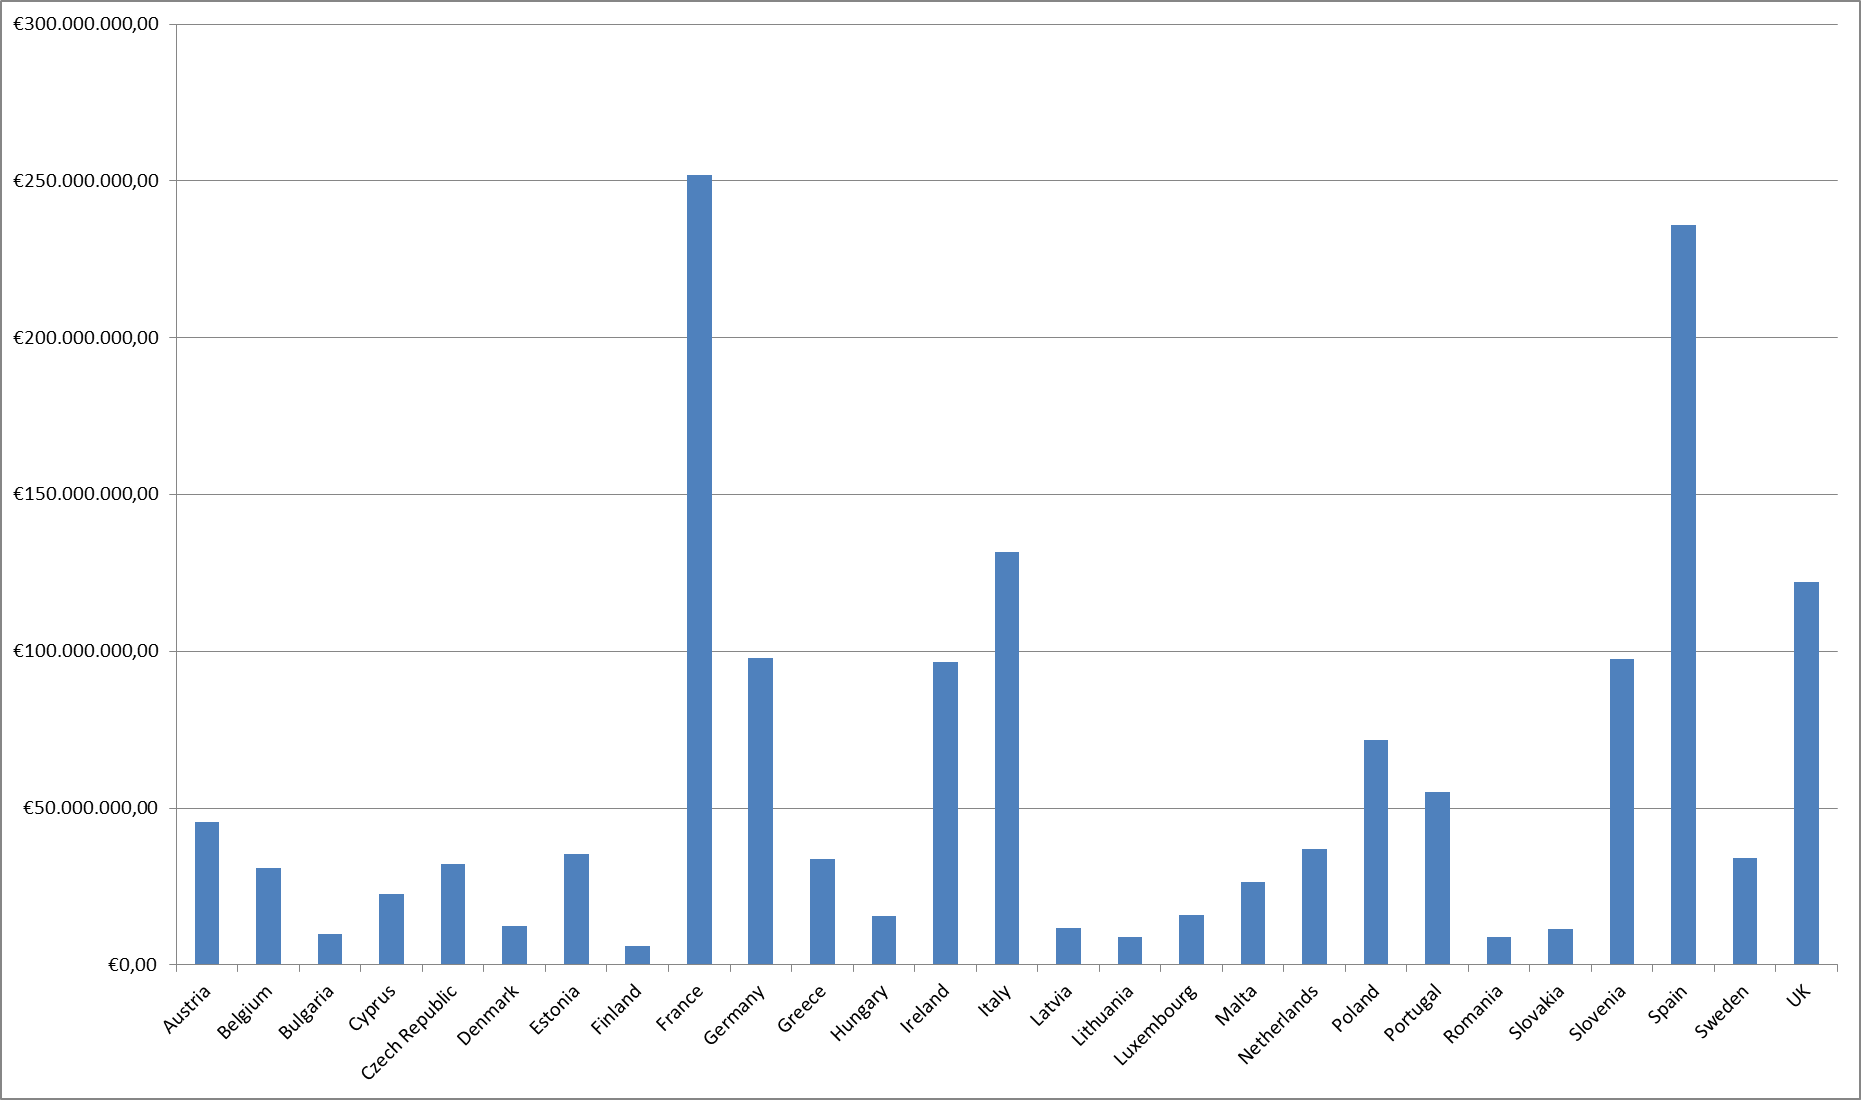 €300.000.000,00
€250.000.000,00
€200.000.000,00
€150.000.000,00
€100.000.000,00
€50.000.000,00
€0,00
Austria
Belgium
Bulgaria
Cyprus
Czech Republic
Denmark
Estonia
Finland
France
Germany
Greece
Hungary
Ireland
Italy
Latvia
Lithuania
Luxembourg
Malta
Netherlands
Poland
Portugal
Romania
Slovakia
Slovenia
Spain
Sweden
UK